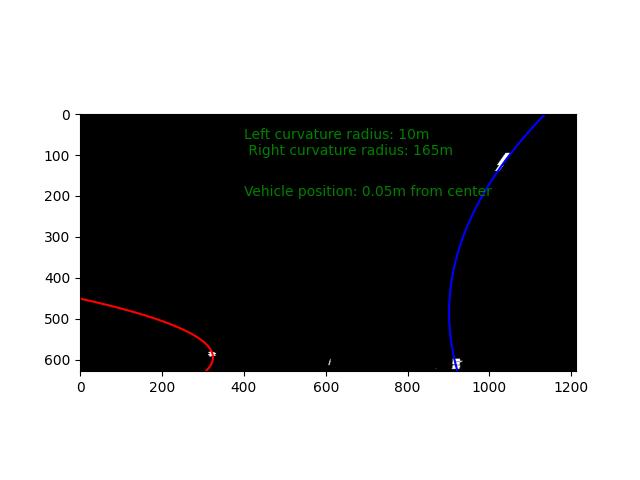 Left curvature radius: 10m
Right curvature radius: 165m
Vehicle position: 0.05m from center
0
100
200
300
400
500
600
0 200 400 600 800 1000 1200